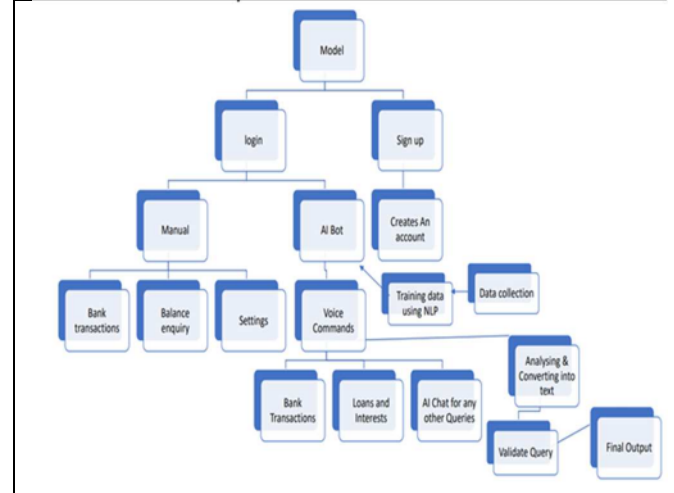 Model
login
Sign up
Manual
AI Bot
Creates An
account
Bank
transactions
Balance
enquiry
Settings
Voice
Commands
Training data
using NLP
Data collection
Bank
Transactions
Loans and
Interests
AI Chat for any
other Queries
Analysing &
Converting into
text
Validate Query
Final Output